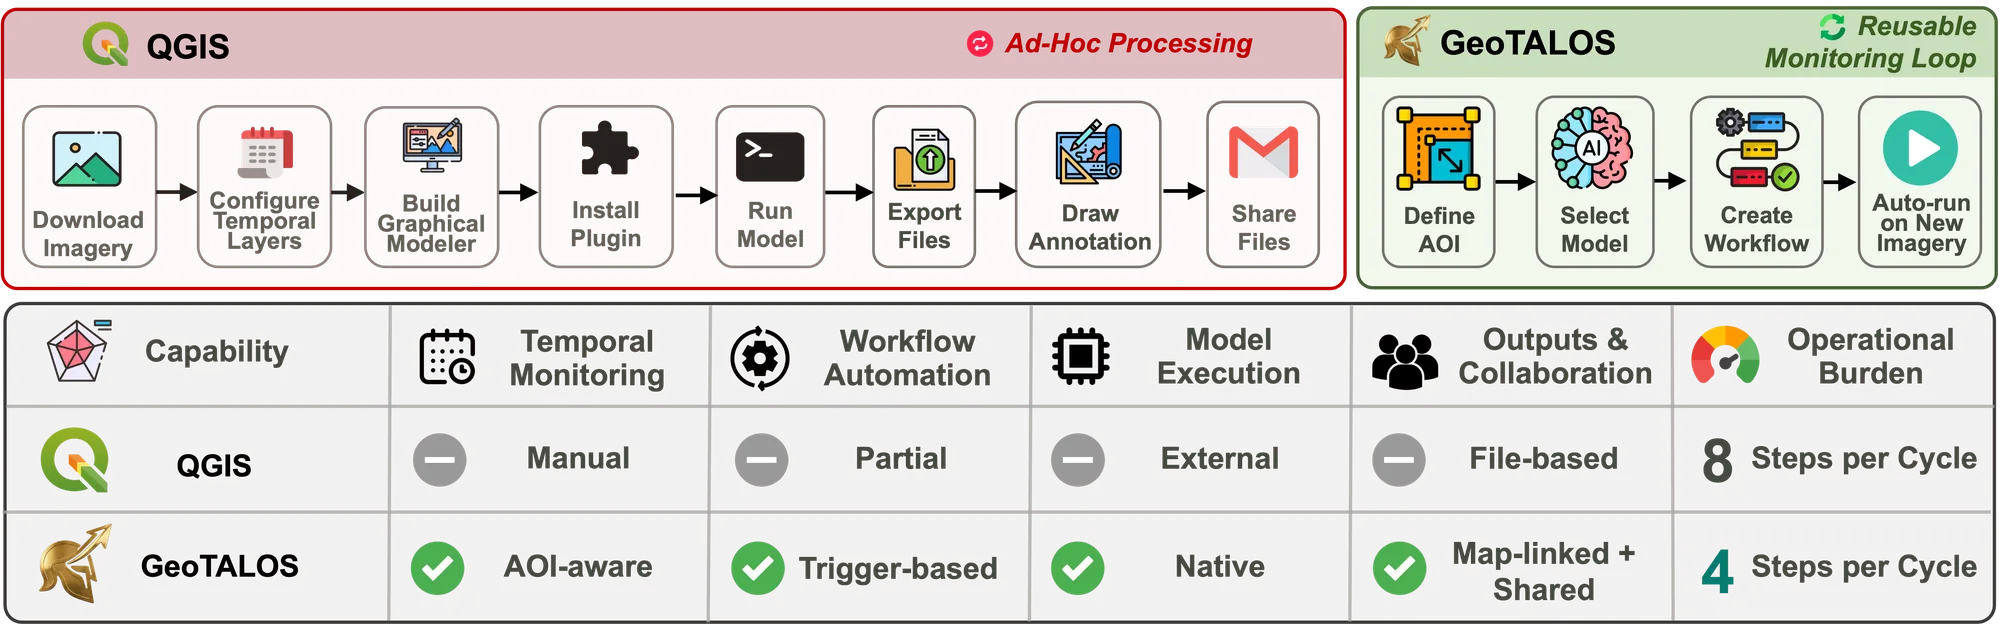 QGIS
Ad-Hoc Processing
Download
Imagery
Configure
Temporal
Layers
Build
Graphical
Modeler
Install
Plugin
>_
Run
Model
Export
Files
Draw
Annotation
Share
Files
GeoTALOS
Reusable
Monitoring Loop
Define
AOI
AI
Select
Model
Create
Workflow
Auto-run
on New
Imagery
Capability
Temporal
Monitoring
Workflow
Automation
Model
Execution
Outputs &
Collaboration
Operational
Burden
QGIS
Manual
Partial
External
File-based
8 Steps per Cycle
GeoTALOS
AOI-aware
Trigger-based
Native
Map-linked +
Shared
4 Steps per Cycle